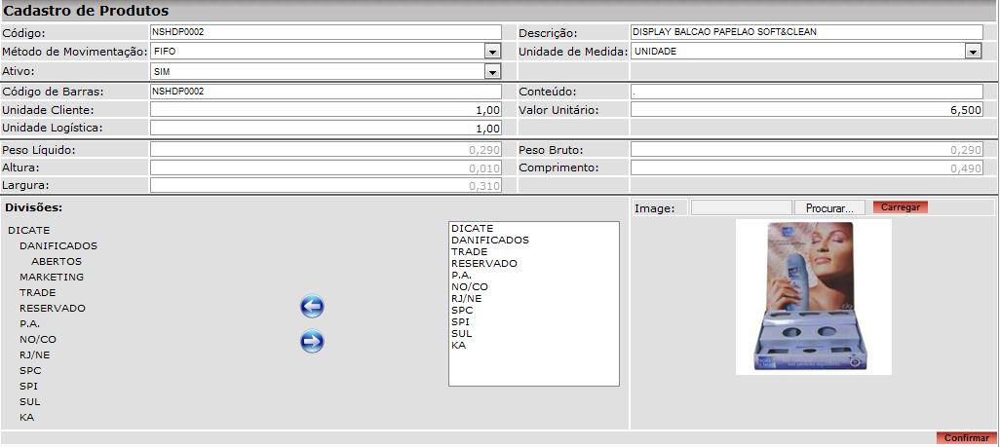 Cadastro de Produtos
Código: NSHDP0002 Descrição: DISPLAY BALCAO PAPELAO SOFT&CLEAN
Método de Movimentação: FIFO Unidade de Medida: UNIDADE
Ativo: SIM
Código de Barras: NSHDP0002 Conteúdo: .
Unidade Cliente: 1,00 Valor Unitário: 6,500
Unidade Logística: 1,00
Peso Líquido: 0,290 Peso Bruto: 0,290
Altura: 0,010 Comprimento: 0,490
Largura: 0,310
Divisões:
DICATE
DANIFICADOS
ABERTOS
MARKETING
TRADE
RESERVADO
P.A.
NO/CO
RJ/NE
SPC
SPI
SUL
KA
DICATE
DANIFICADOS
TRADE
RESERVADO
P.A.
NO/CO
RJ/NE
SPC
SPI
SUL
KA
Image: Procurar... Carregar
Confirmar